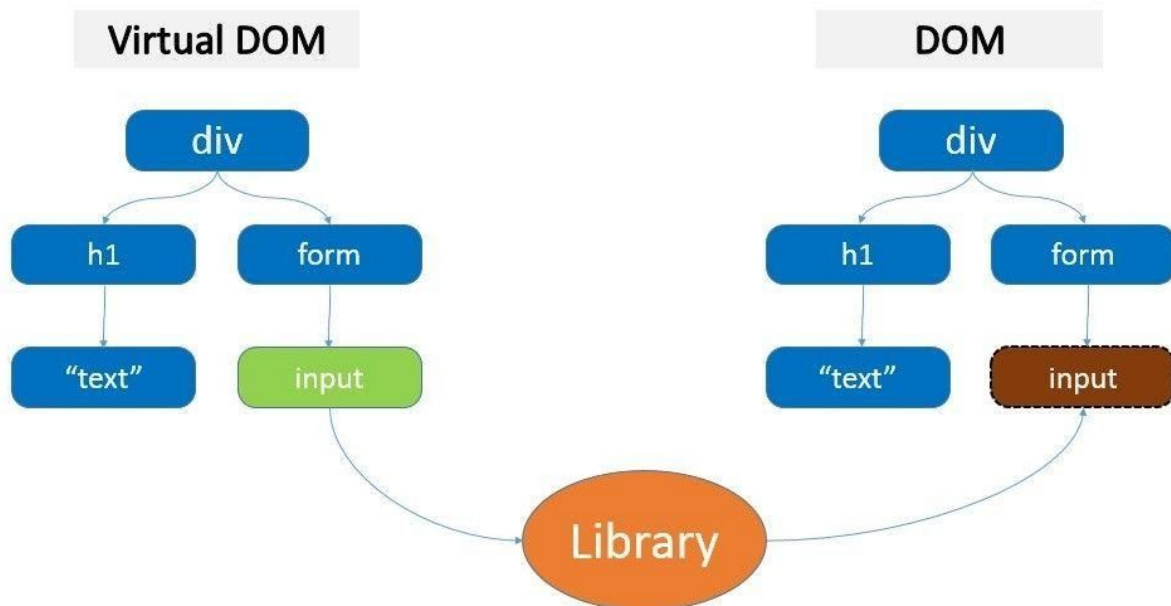 Virtual DOM
DOM
div
div
h1
form
h1
form
“text”
input
“text”
input
Library